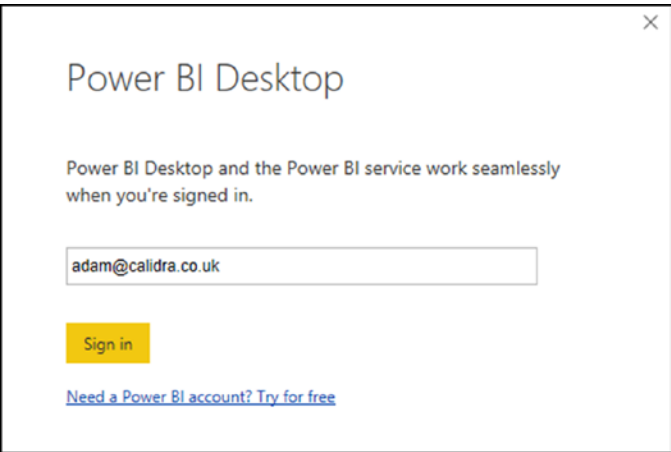 Power BI Desktop
Power BI Desktop and the Power BI service work seamlessly
when you're signed in.
adam@calidra.co.uk
Sign in
Need a Power BI account? Try for free